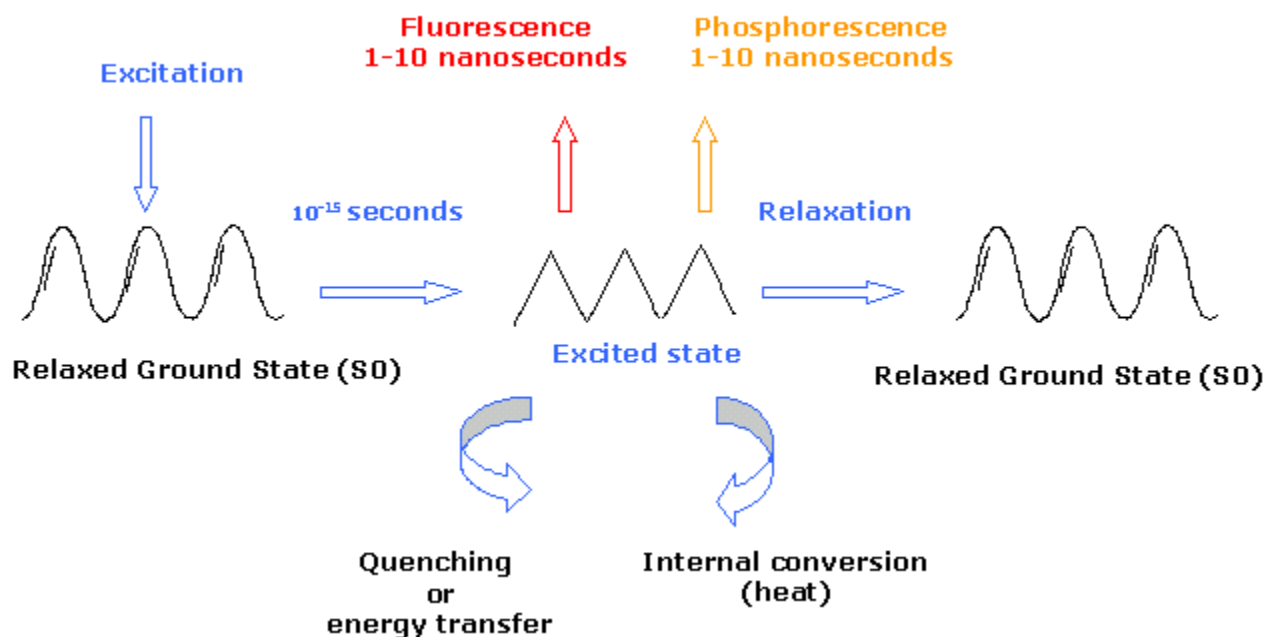 Fluorescence
1-10 nanoseconds
Phosphorescence
1-10 nanoseconds
Excitation
10⁻¹⁵ seconds
Relaxation
Relaxed Ground State (S0)
Excited state
Relaxed Ground State (S0)
Quenching
or
energy transfer
Internal conversion
(heat)